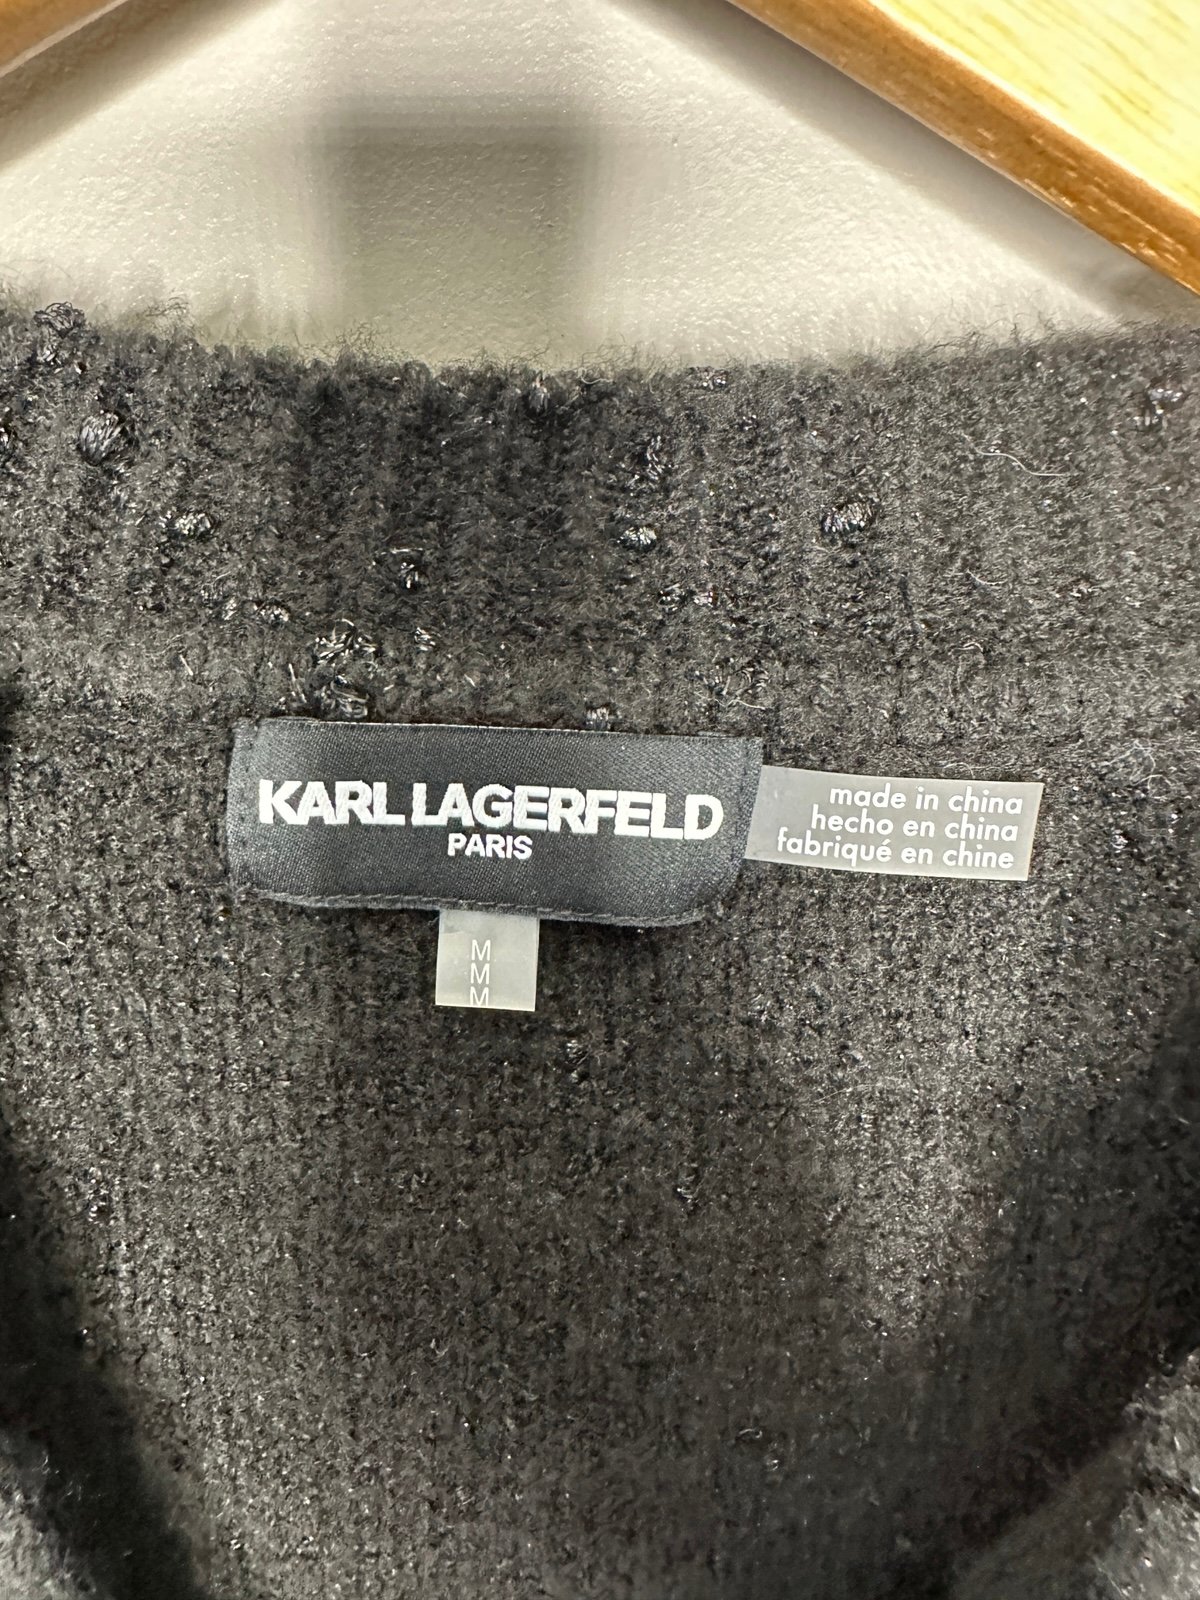 KARL LAGERFELD
PARIS
made in china
hecho en china
fabriqué en chine
M
M
M